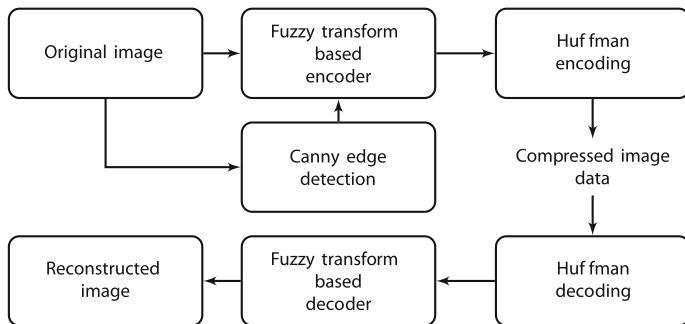 Original image
Fuzzy transform
based
encoder
Huf fman
encoding
Canny edge
detection
Compressed image
data
Reconstructed
image
Fuzzy transform
based
decoder
Huf fman
decoding